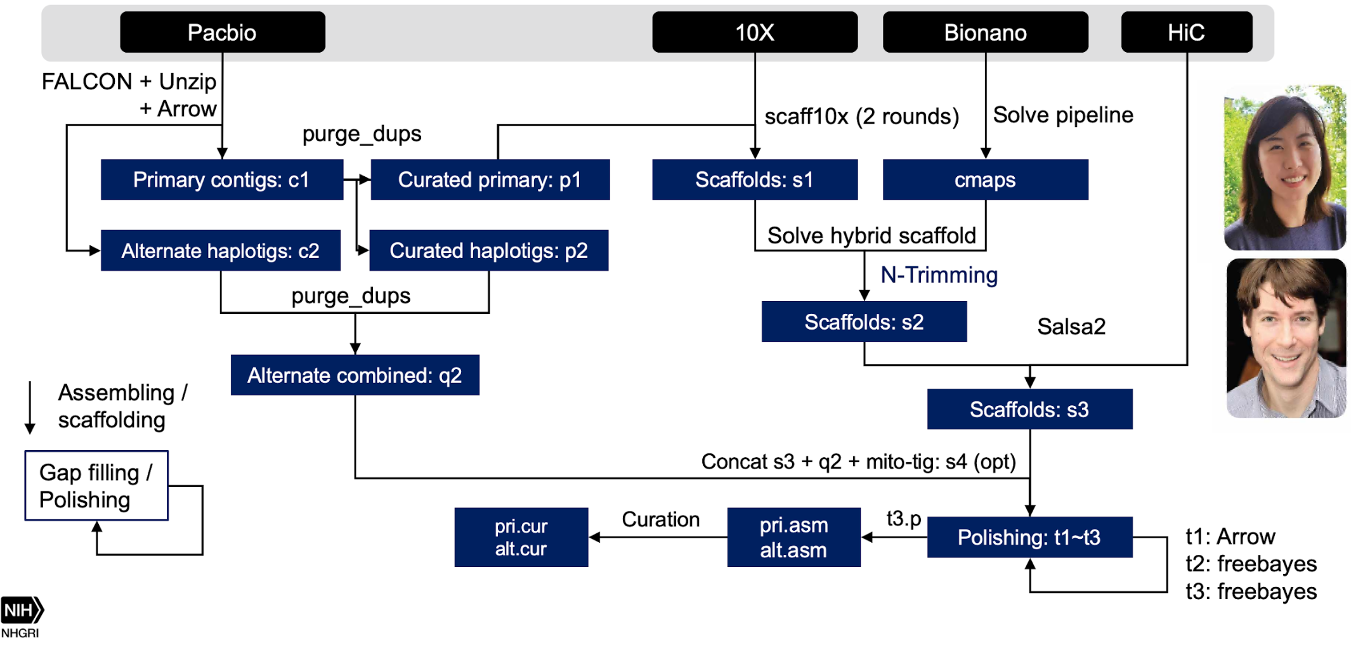 Pacbio
10X
Bionano
HiC
FALCON + Unzip
+ Arrow
purge_dups
scaff10x (2 rounds)
Solve pipeline
Primary contigs: c1
Curated primary: p1
Scaffolds: s1
cmaps
Alternate haplotigs: c2
Curated haplotigs: p2
Solve hybrid scaffold
N-Trimming
purge_dups
Scaffolds: s2
Salsa2
Alternate combined: q2
Assembling /
scaffolding
Scaffolds: s3
Gap filling /
Polishing
Concat s3 + q2 + mito-tig: s4 (opt)
pri.cur
alt.cur
Curation
pri.asm
alt.asm
t3.p
Polishing: t1~t3
t1: Arrow
t2: freebayes
t3: freebayes
NIH
NHGRI